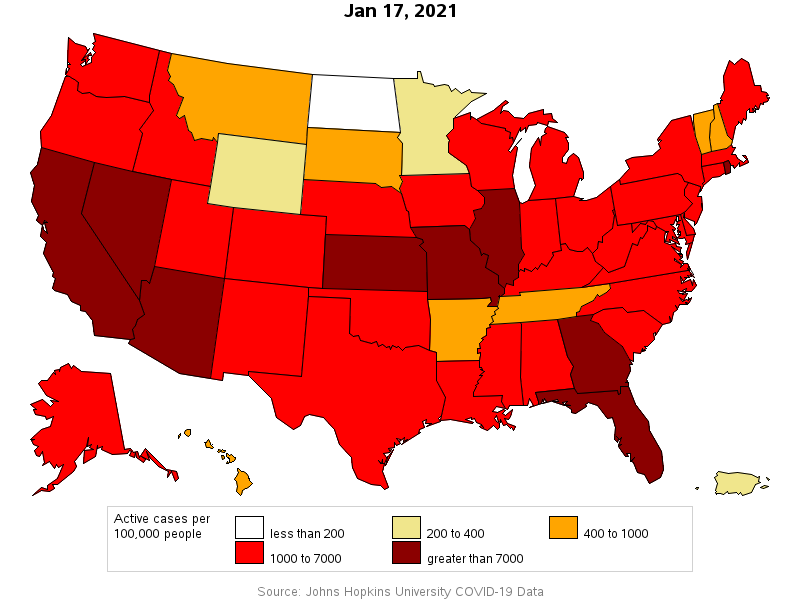 Jan 17, 2021
Active cases per
100,000 people
less than 200
200 to 400
400 to 1000
1000 to 7000
greater than 7000
Source: Johns Hopkins University COVID-19 Data